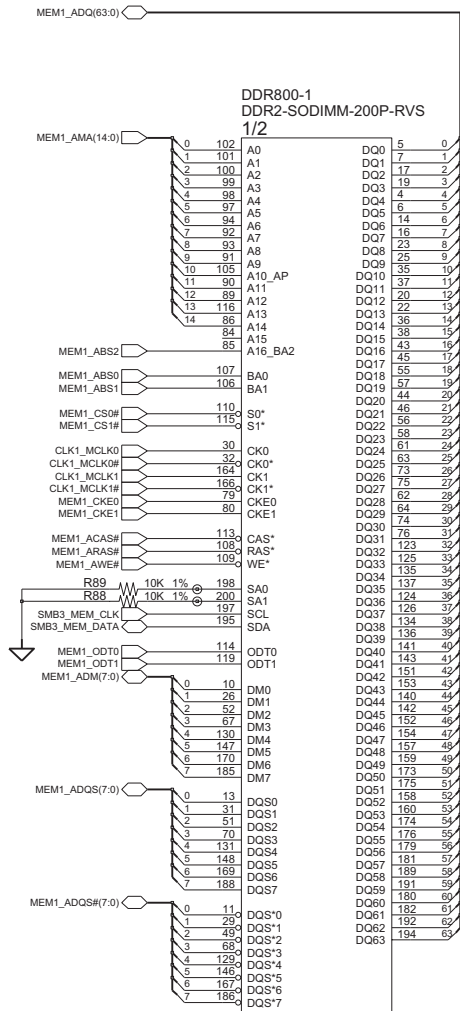 MEM1_ADQ(63:0)
DDR800-1
DDR2-SODIMM-200P-RVS
1/2
MEM1_AMA(14:0)
0 102 A0
1 101 A1
2 100 A2
3 99 A3
4 98 A4
5 97 A5
6 94 A6
7 92 A7
8 93 A8
9 91 A9
10 105 A10_AP
11 90 A11
12 89 A12
13 116 A13
14 86 A14
84 A15
MEM1_ABS2 85 A16_BA2
MEM1_ABS0 107 BA0
MEM1_ABS1 106 BA1
MEM1_CS0# 110 S0*
MEM1_CS1# 115 S1*
CLK1_MCLK0 30 CK0
CLK1_MCLK0# 32 CK0*
CLK1_MCLK1 164 CK1
CLK1_MCLK1# 166 CK1*
MEM1_CKE0 79 CKE0
MEM1_CKE1 80 CKE1
MEM1_ACAS# 113 CAS*
MEM1_ARAS# 108 RAS*
MEM1_AWE# 109 WE*
R89 10K 1% 198 SA0
R88 10K 1% 200 SA1
SMB3_MEM_CLK 197 SCL
SMB3_MEM_DATA 195 SDA
MEM1_ODT0 114 ODT0
MEM1_ODT1 119 ODT1
MEM1_ADM(7:0)
0 10 DM0
1 26 DM1
2 52 DM2
3 67 DM3
4 130 DM4
5 147 DM5
6 170 DM6
7 185 DM7
MEM1_ADQS(7:0)
0 13 DQS0
1 31 DQS1
2 51 DQS2
3 70 DQS3
4 131 DQS4
5 148 DQS5
6 169 DQS6
7 188 DQS7
MEM1_ADQS#(7:0)
0 11 DQS*0
1 29 DQS*1
2 49 DQS*2
3 68 DQS*3
4 129 DQS*4
5 146 DQS*5
6 167 DQS*6
7 186 DQS*7
DQ0 5 0
DQ1 7 1
DQ2 17 2
DQ3 19 3
DQ4 4 4
DQ5 6 5
DQ6 14 6
DQ7 16 7
DQ8 23 8
DQ9 25 9
DQ10 35 10
DQ11 37 11
DQ12 20 12
DQ13 22 13
DQ14 36 14
DQ15 38 15
DQ16 43 16
DQ17 45 17
DQ18 55 18
DQ19 57 19
DQ20 44 20
DQ21 46 21
DQ22 56 22
DQ23 58 23
DQ24 61 24
DQ25 63 25
DQ26 73 26
DQ27 75 27
DQ28 62 28
DQ29 64 29
DQ30 74 30
DQ31 76 31
DQ32 123 32
DQ33 125 33
DQ34 135 34
DQ35 137 35
DQ36 124 36
DQ37 126 37
DQ38 134 38
DQ39 136 39
DQ40 141 40
DQ41 143 41
DQ42 151 42
DQ43 153 43
DQ44 140 44
DQ45 142 45
DQ46 152 46
DQ47 154 47
DQ48 157 48
DQ49 159 49
DQ50 173 50
DQ51 175 51
DQ52 158 52
DQ53 160 53
DQ54 174 54
DQ55 176 55
DQ56 179 56
DQ57 181 57
DQ58 189 58
DQ59 191 59
DQ60 180 60
DQ61 182 61
DQ62 192 62
DQ63 194 63